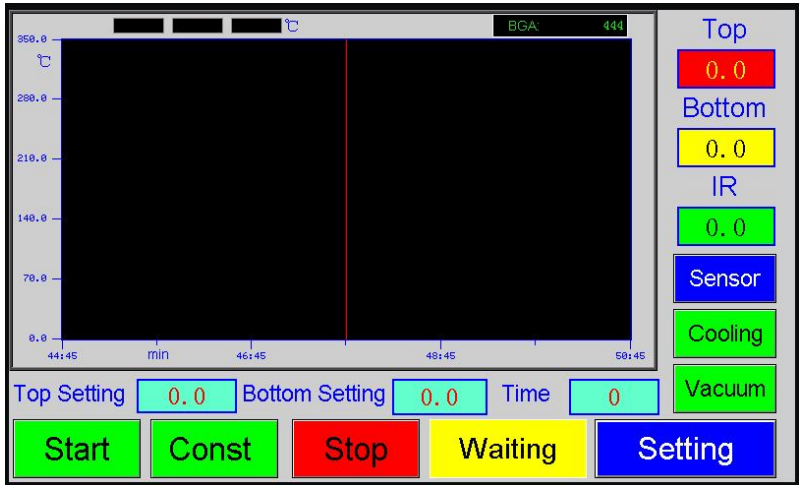 ℃ BGA: 444
Top
350.0
℃
0.0
280.0
Bottom
0.0
210.0
IR
140.0
0.0
70.0
Sensor
0.0
Cooling
44:45 min 46:45 48:45 50:45
Top Setting 0.0 Bottom Setting 0.0 Time 0
Vacuum
Start Const Stop Waiting Setting